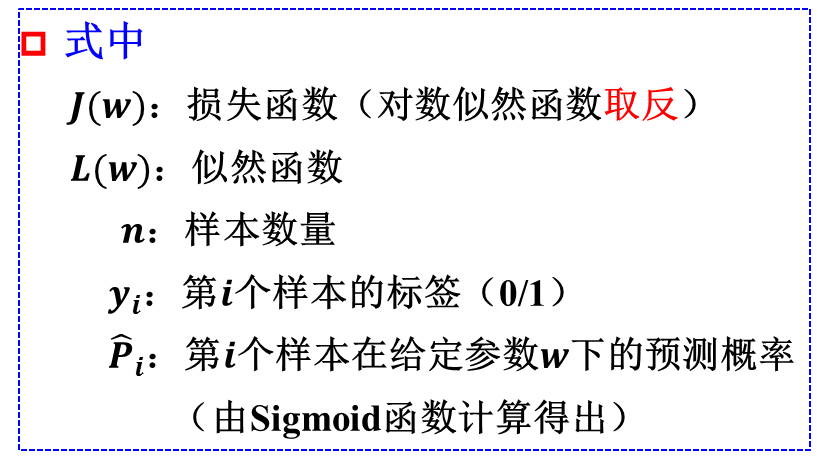 式中
J(w)：损失函数（对数似然函数取反）
L(w)：似然函数
n：样本数量
yᵢ：第i个样本的标签（0/1）
P̂ᵢ：第i个样本在给定参数w下的预测概率
（由Sigmoid函数计算得出）